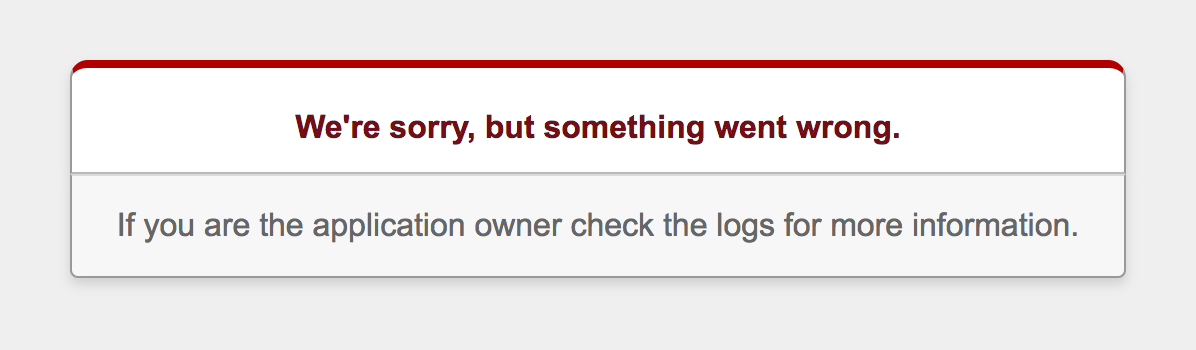 We're sorry, but something went wrong.
If you are the application owner check the logs for more information.